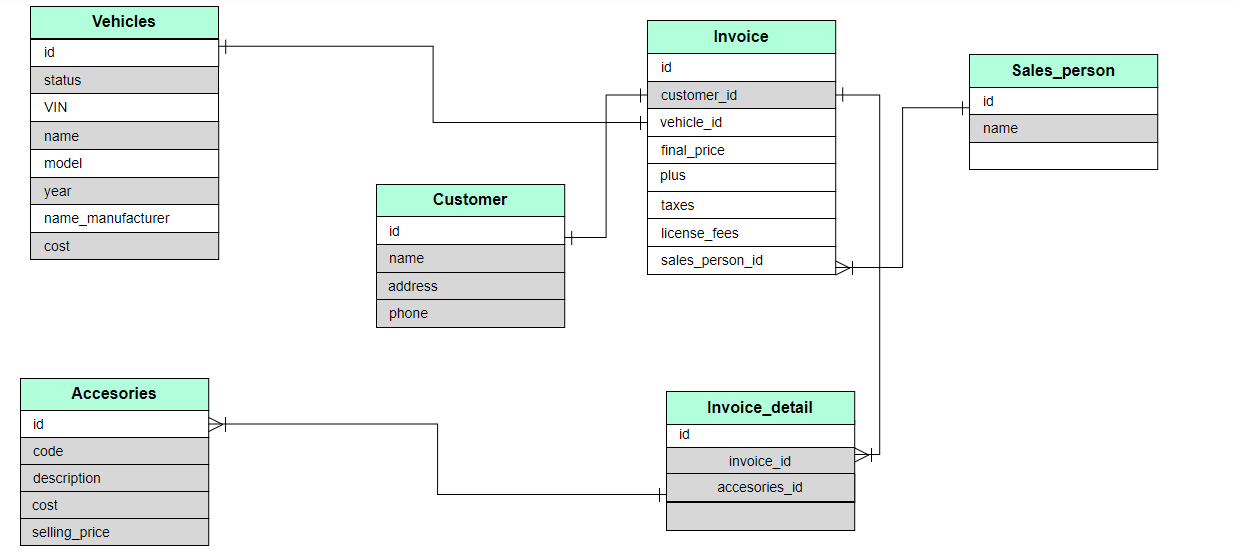 Vehicles
id
status
VIN
name
model
year
name_manufacturer
cost
Invoice
id
customer_id
vehicle_id
final_price
plus
taxes
license_fees
sales_person_id
Sales_person
id
name
Customer
id
name
address
phone
Accesories
id
code
description
cost
selling_price
Invoice_detail
id
invoice_id
accesories_id